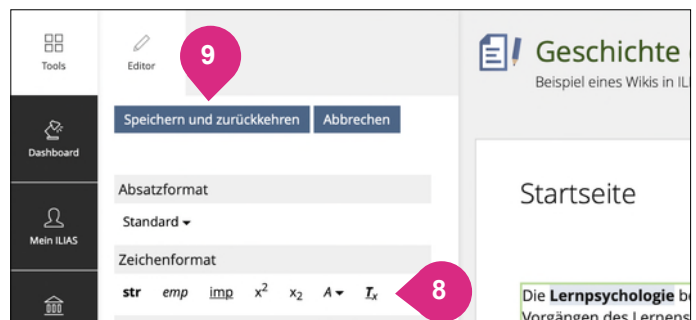 Tools
Editor
9
Geschichte
Beispiel eines Wikis in
Speichern und zurückkehren
Abbrechen
Dashboard
Absatzformat
Startseite
Standard
Mein ILIAS
Zeichenformat
str emp imp x² x₂ A Tₓ
8
Die Lernpsychologie
Vorgängen des Lernens